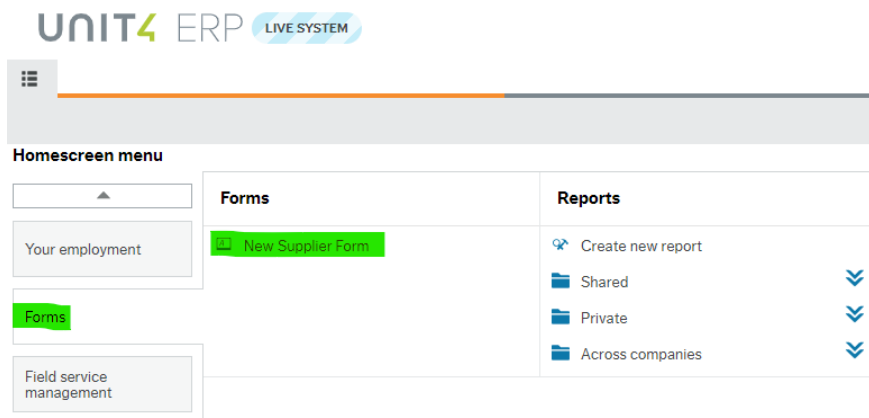 UNIT4 ERP LIVE SYSTEM
Homescreen menu
Your employment
Forms
Field service
management
Forms
New Supplier Form
Reports
Create new report
Shared
Private
Across companies